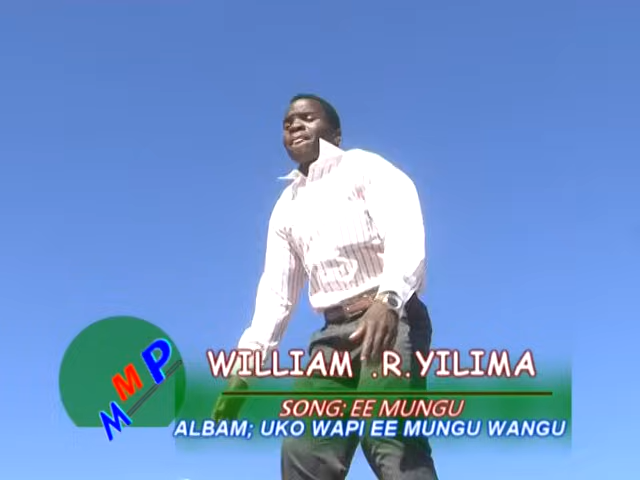 MMP
WILLIAM .R.YILIMA
SONG: EE MUNGU
ALBAM; UKO WAPI EE MUNGU WANGU